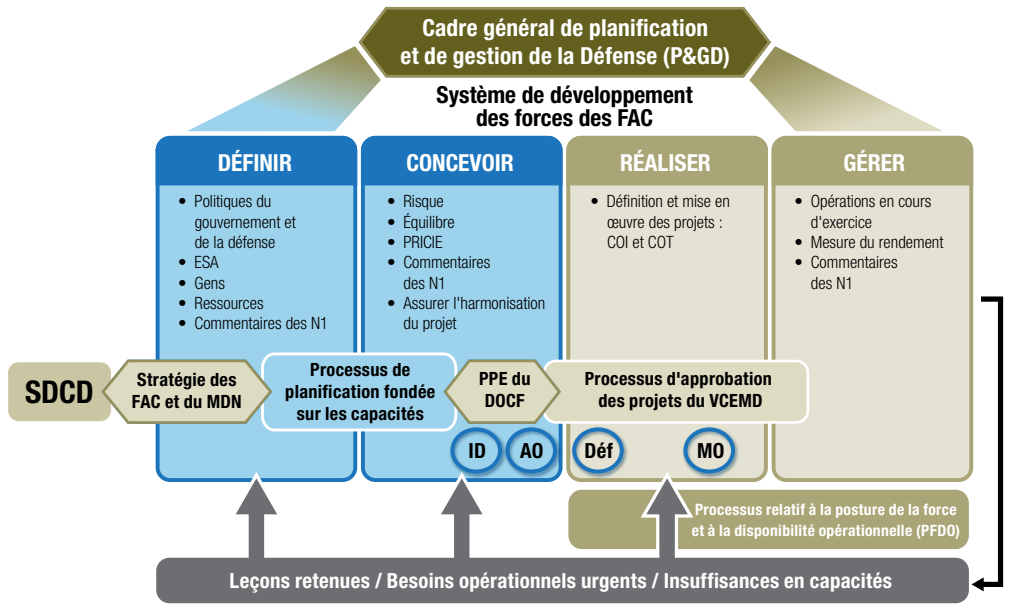 Cadre général de planification
et de gestion de la Défense (P&GD)
Système de développement
des forces des FAC
DÉFINIR
• Politiques du
gouvernement et
de la défense
• ESA
• Gens
• Ressources
• Commentaires des N1
CONCEVOIR
• Risque
• Équilibre
• PRICIE
• Commentaires
des N1
• Assurer l'harmonisation
du projet
RÉALISER
• Définition et mise en
œuvre des projets :
COI et COT
GÉRER
• Opérations en cours
d'exercice
• Mesure du rendement
• Commentaires
des N1
SDCD
Stratégie des
FAC et du MDN
Processus de
planification fondée
sur les capacités
PPE du
DOCF
Processus d'approbation
des projets du VCEMD
ID
AO
Déf
MO
Processus relatif à la posture de la force
et à la disponibilité opérationnelle (PFDO)
Leçons retenues / Besoins opérationnels urgents / Insuffisances en capacités